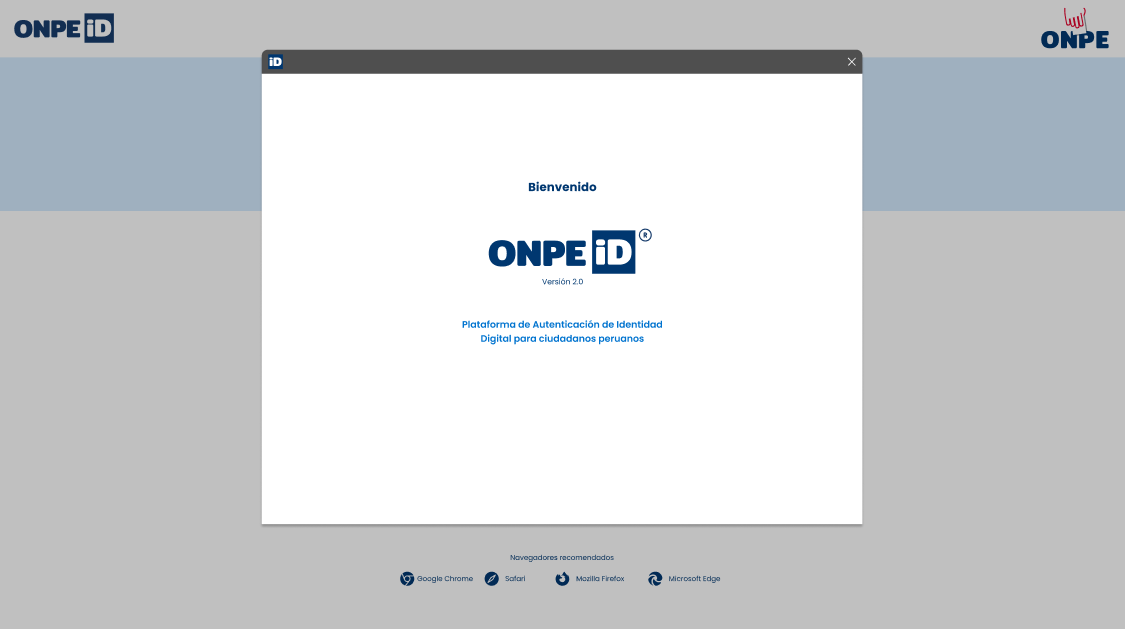 ONPE iD
ONPE
iD
Bienvenido
ONPE iD ®
Versión 2.0
Plataforma de Autenticación de Identidad
Digital para ciudadanos peruanos
Navegadores recomendados
Google Chrome Safari Mozilla Firefox Microsoft Edge